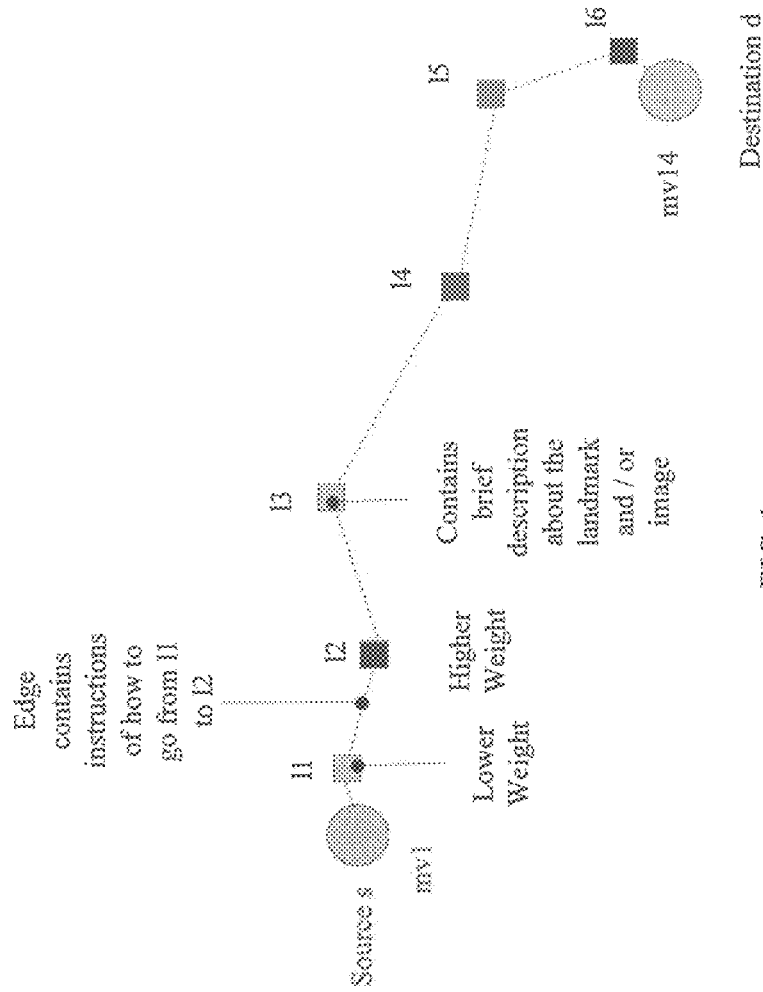 Edge
contains
instructions
of how to
go from l1
to l2
l1
l2
l3
l4
l5
l6
Source s
mv1
Lower
Weight
Higher
Weight
Contains
brief
description
about the
landmark
and / or
image
mv14
Destination d